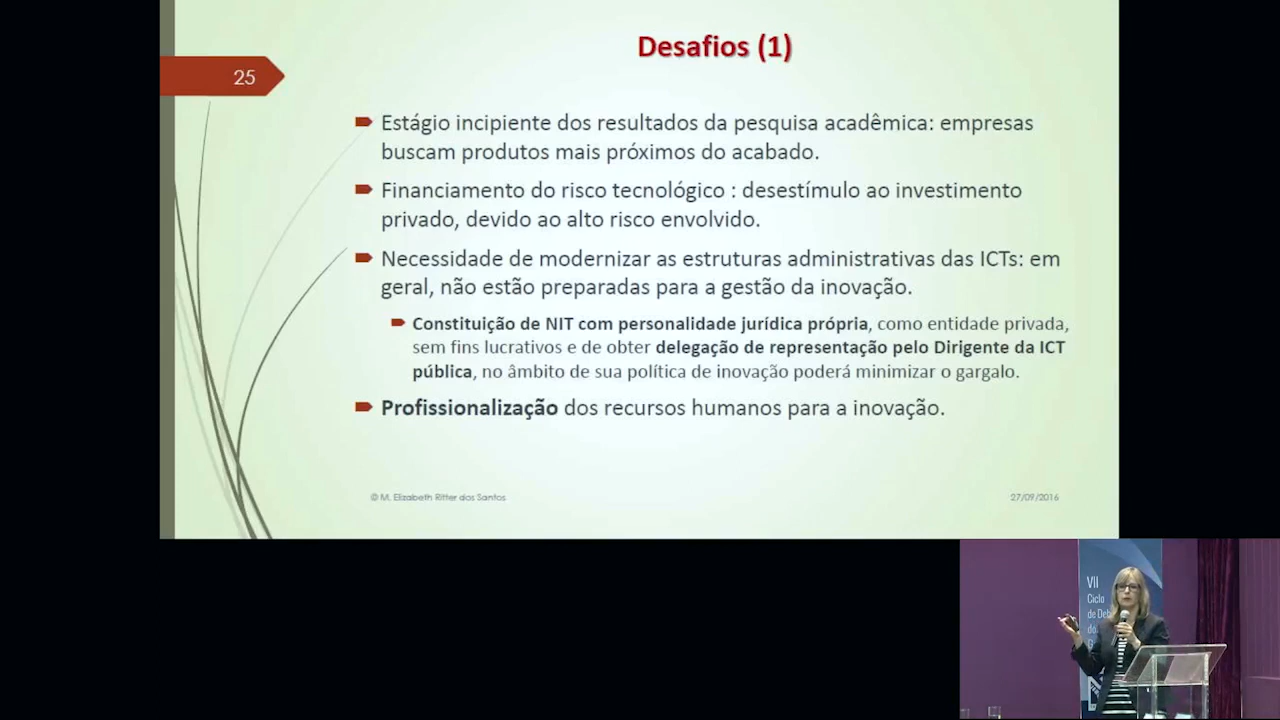 Desafios (1)
25
Estágio incipiente dos resultados da pesquisa acadêmica: empresas
buscam produtos mais próximos do acabado.
Financiamento do risco tecnológico : desestímulo ao investimento
privado, devido ao alto risco envolvido.
Necessidade de modernizar as estruturas administrativas das ICTs: em
geral, não estão preparadas para a gestão da inovação.
Constituição de NIT com personalidade jurídica própria, como entidade privada,
sem fins lucrativos e de obter delegação de representação pelo Dirigente da ICT
pública, no âmbito de sua política de inovação poderá minimizar o gargalo.
Profissionalização dos recursos humanos para a inovação.
© M. Elizabeth Ritter dos Santos
27/09/2016
VII
Ciclo
de Deb